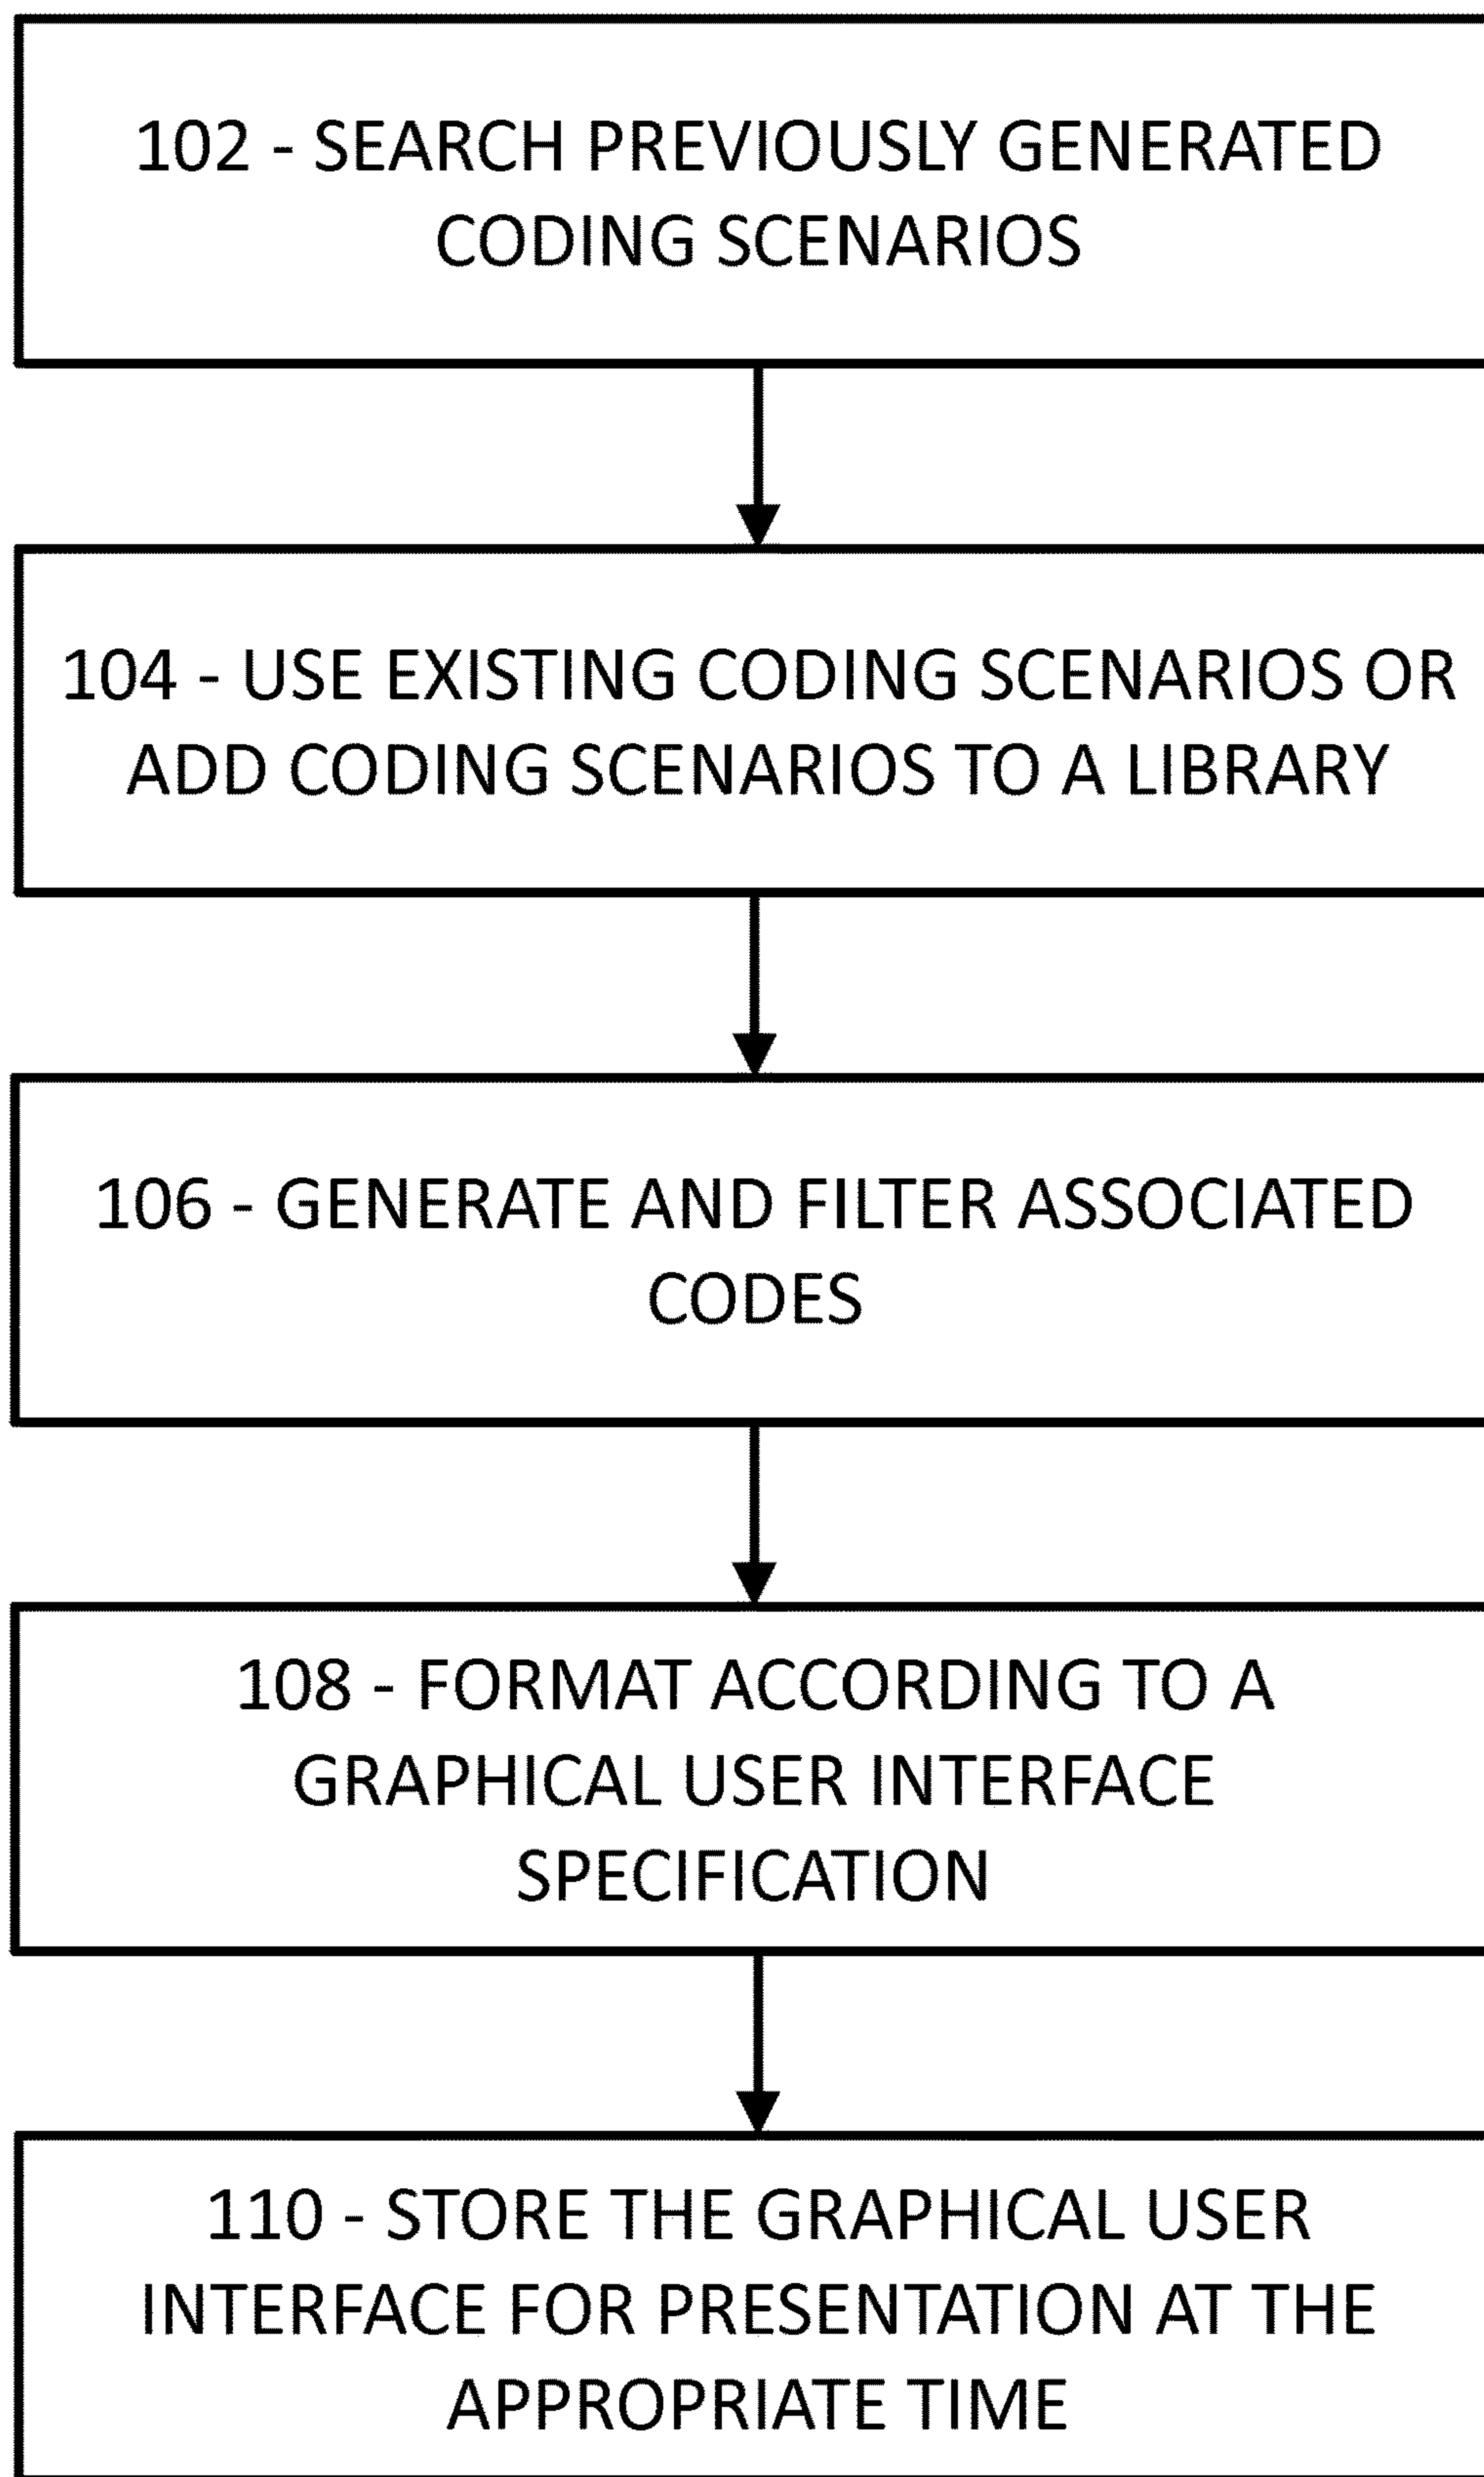 102 - SEARCH PREVIOUSLY GENERATED
CODING SCENARIOS
104 - USE EXISTING CODING SCENARIOS OR
ADD CODING SCENARIOS TO A LIBRARY
106 - GENERATE AND FILTER ASSOCIATED
CODES
108 - FORMAT ACCORDING TO A
GRAPHICAL USER INTERFACE
SPECIFICATION
110 - STORE THE GRAPHICAL USER
INTERFACE FOR PRESENTATION AT THE
APPROPRIATE TIME